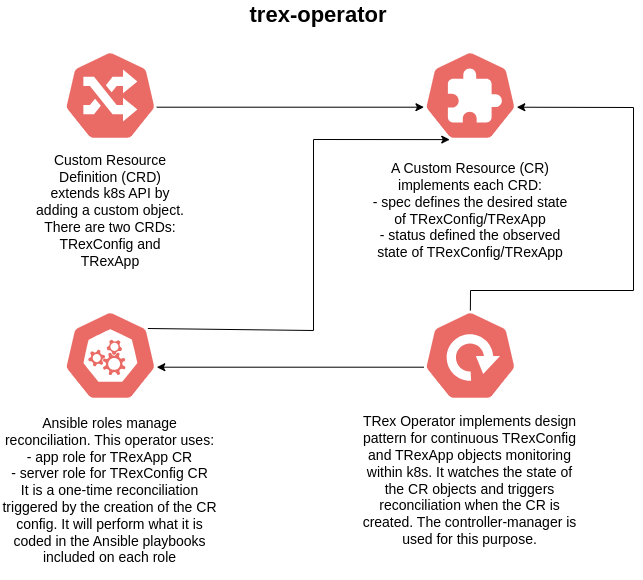 trex-operator
Custom Resource
Definition (CRD)
extends k8s API by
adding a custom object.
There are two CRDs:
TRexConfig and
TRexApp
A Custom Resource (CR)
implements each CRD:
- spec defines the desired state
of TRexConfig/TRexApp
- status defined the observed
state of TRexConfig/TRexApp
Ansible roles manage
reconciliation. This operator uses:
- app role for TRexApp CR
- server role for TRexConfig CR
It is a one-time reconciliation
triggered by the creation of the CR
config. It will perform what it is
coded in the Ansible playbooks
included on each role
TRex Operator implements design
pattern for continuous TRexConfig
and TRexApp objects monitoring
within k8s. It watches the state of
the CR objects and triggers
reconciliation when the CR is
created. The controller-manager is
used for this purpose.